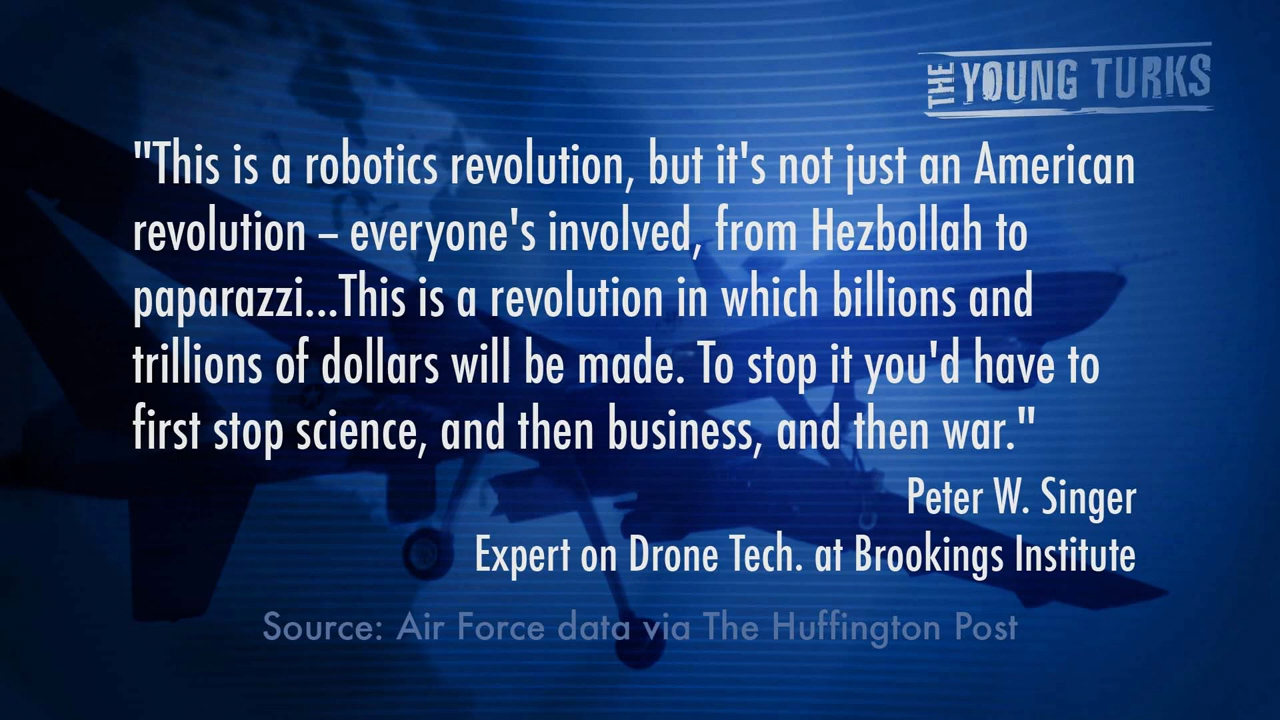 THE YOUNG TURKS
"This is a robotics revolution, but it's not just an American
revolution – everyone's involved, from Hezbollah to
paparazzi...This is a revolution in which billions and
trillions of dollars will be made. To stop it you'd have to
first stop science, and then business, and then war."
Peter W. Singer
Expert on Drone Tech. at Brookings Institute
Source: Air Force data via The Huffington Post